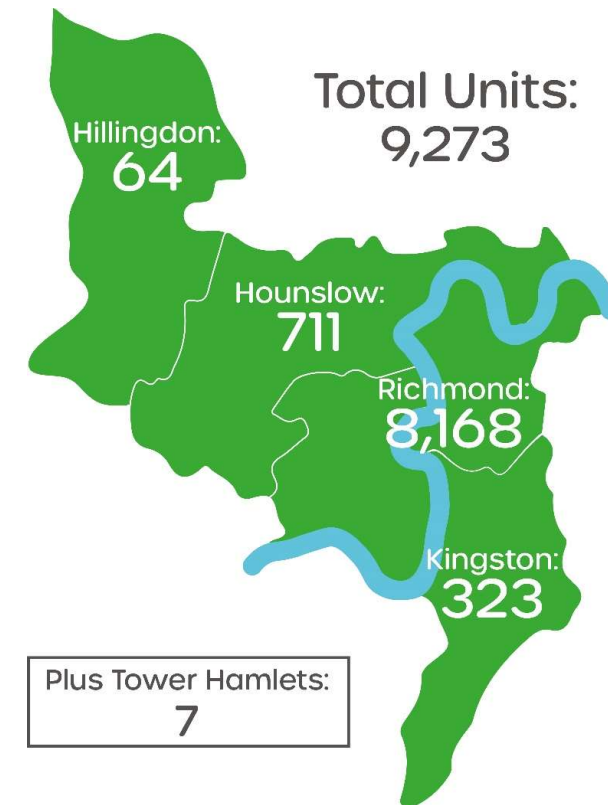 Total Units:
9,273
Hillingdon:
64
Hounslow:
711
Richmond:
8,168
Kingston:
323
Plus Tower Hamlets:
7